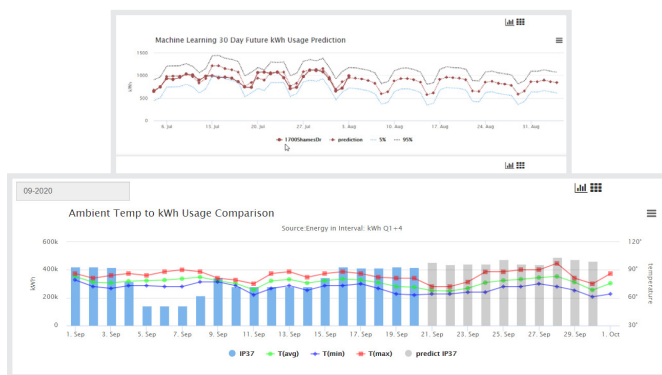 Machine Learning 30 Day Future kWh Usage Prediction
1500
1000
500
0
kWh
6. Jul
13. Jul
20. Jul
27. Jul
3. Aug
10. Aug
17. Aug
24. Aug
31. Aug
1700ShamesDr prediction 5% 95%
09-2020
Ambient Temp to kWh Usage Comparison
Source:Energy in Interval: kWh Q1+4
600k
400k
200k
0
kWh
120°
90°
60°
30°
temperature
1. Sep
3. Sep
5. Sep
7. Sep
9. Sep
11. Sep
13. Sep
15. Sep
17. Sep
19. Sep
21. Sep
23. Sep
25. Sep
27. Sep
29. Sep
1. Oct
IP37 T(avg) T(min) T(max) predict IP37